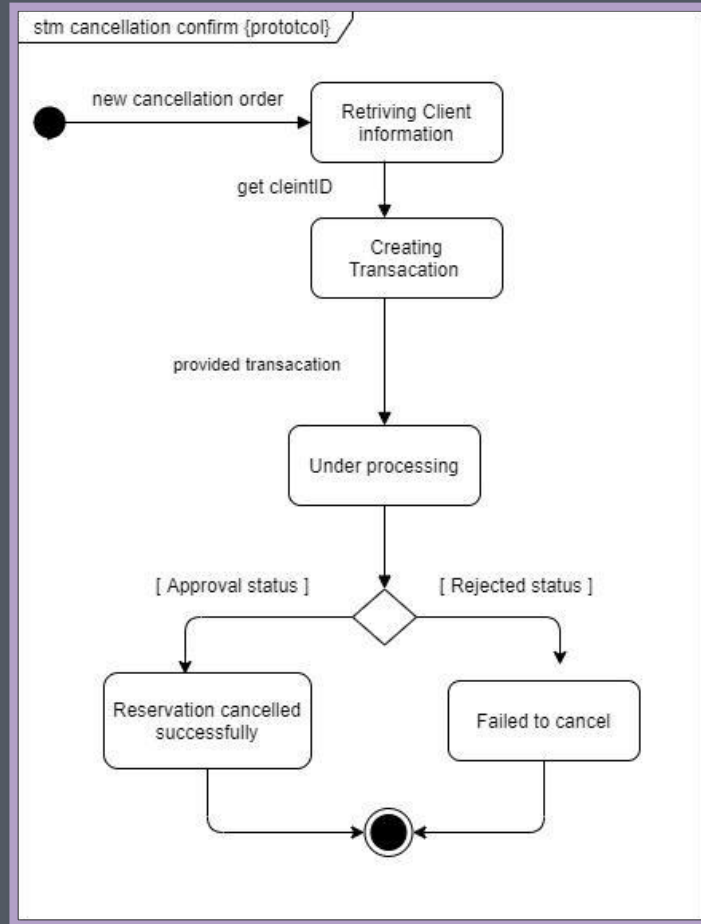 stm cancellation confirm {prototcol}
new cancellation order
Retriving Client
information
get cleintID
Creating
Transacation
provided transacation
Under processing
[ Approval status ]
[ Rejected status ]
Reservation cancelled
successfully
Failed to cancel